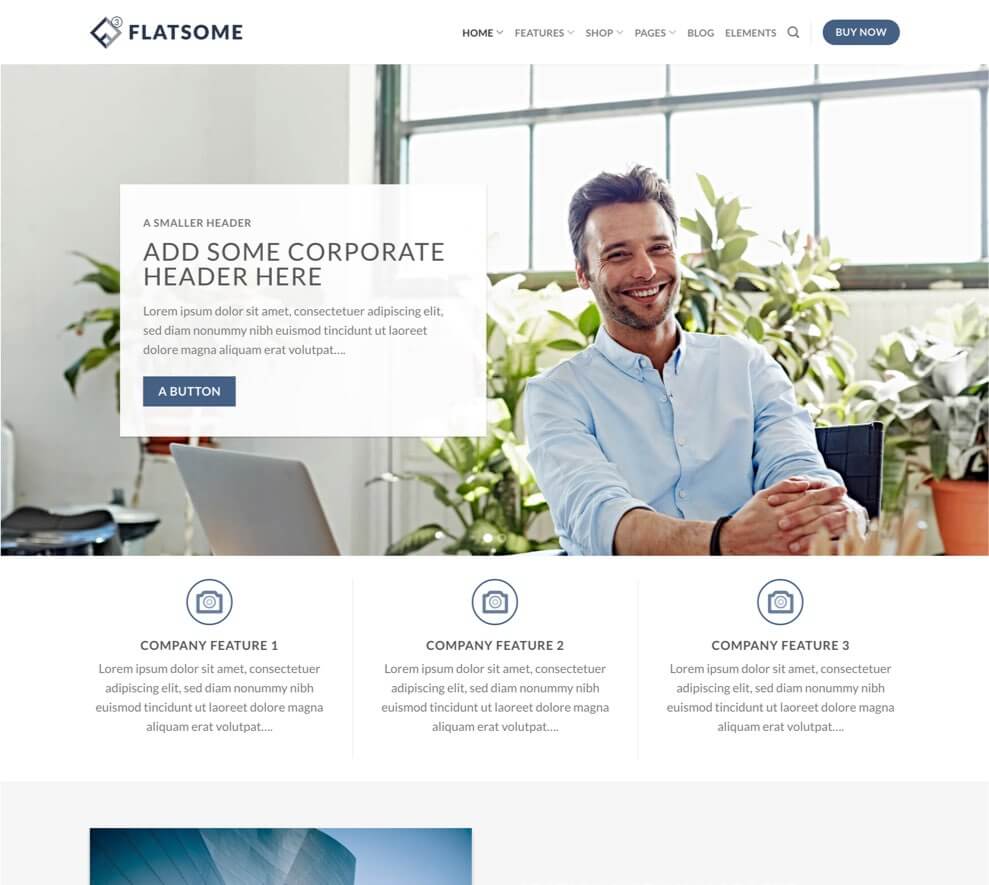 3
FLATSOME
HOME FEATURES SHOP PAGES BLOG ELEMENTS BUY NOW
A SMALLER HEADER
ADD SOME CORPORATE
HEADER HERE
Lorem ipsum dolor sit amet, consectetuer adipiscing elit,
sed diam nonummy nibh euismod tincidunt ut laoreet
dolore magna aliquam erat volutpat....
A BUTTON
COMPANY FEATURE 1
Lorem ipsum dolor sit amet, consectetuer
adipiscing elit, sed diam nonummy nibh
euismod tincidunt ut laoreet dolore magna
aliquam erat volutpat....
COMPANY FEATURE 2
Lorem ipsum dolor sit amet, consectetuer
adipiscing elit, sed diam nonummy nibh
euismod tincidunt ut laoreet dolore magna
aliquam erat volutpat....
COMPANY FEATURE 3
Lorem ipsum dolor sit amet, consectetuer
adipiscing elit, sed diam nonummy nibh
euismod tincidunt ut laoreet dolore magna
aliquam erat volutpat....